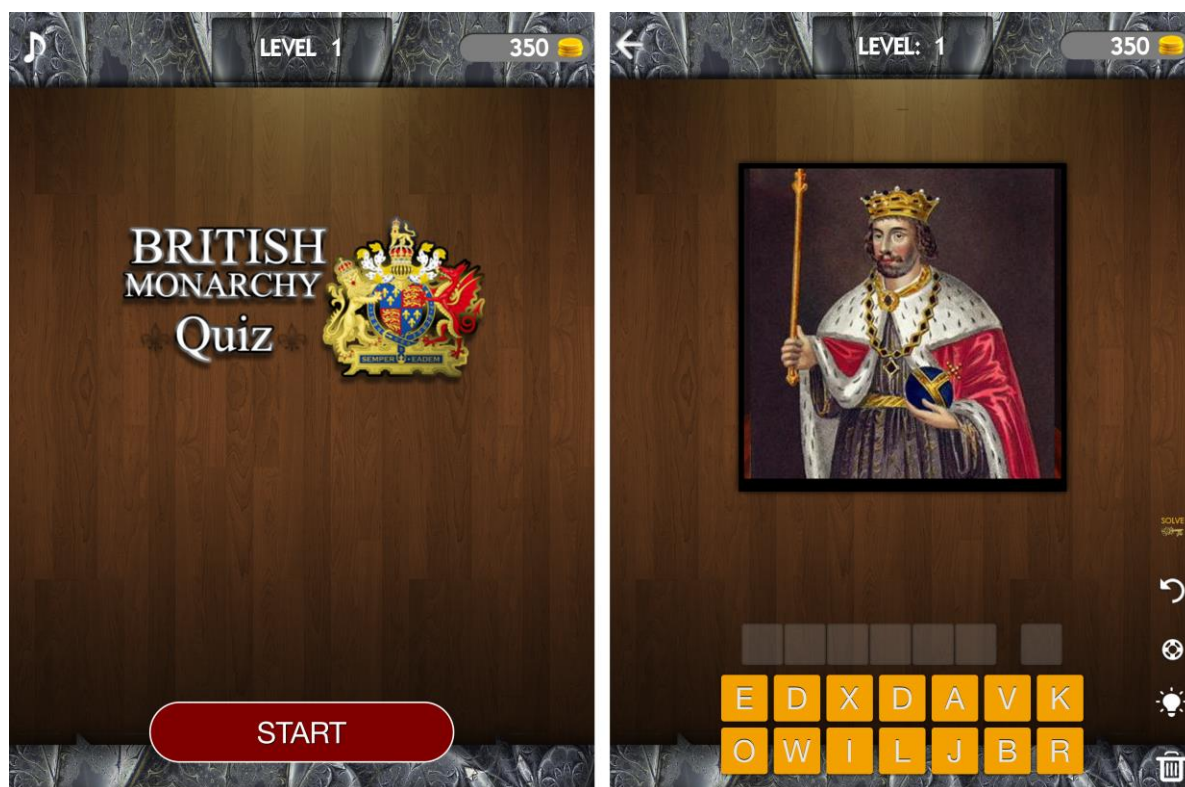 LEVEL 1
350
BRITISH
MONARCHY
Quiz
SEMPER EADEM
START
LEVEL: 1
350
SOLVE
E D X D A V K
O W I L J B R